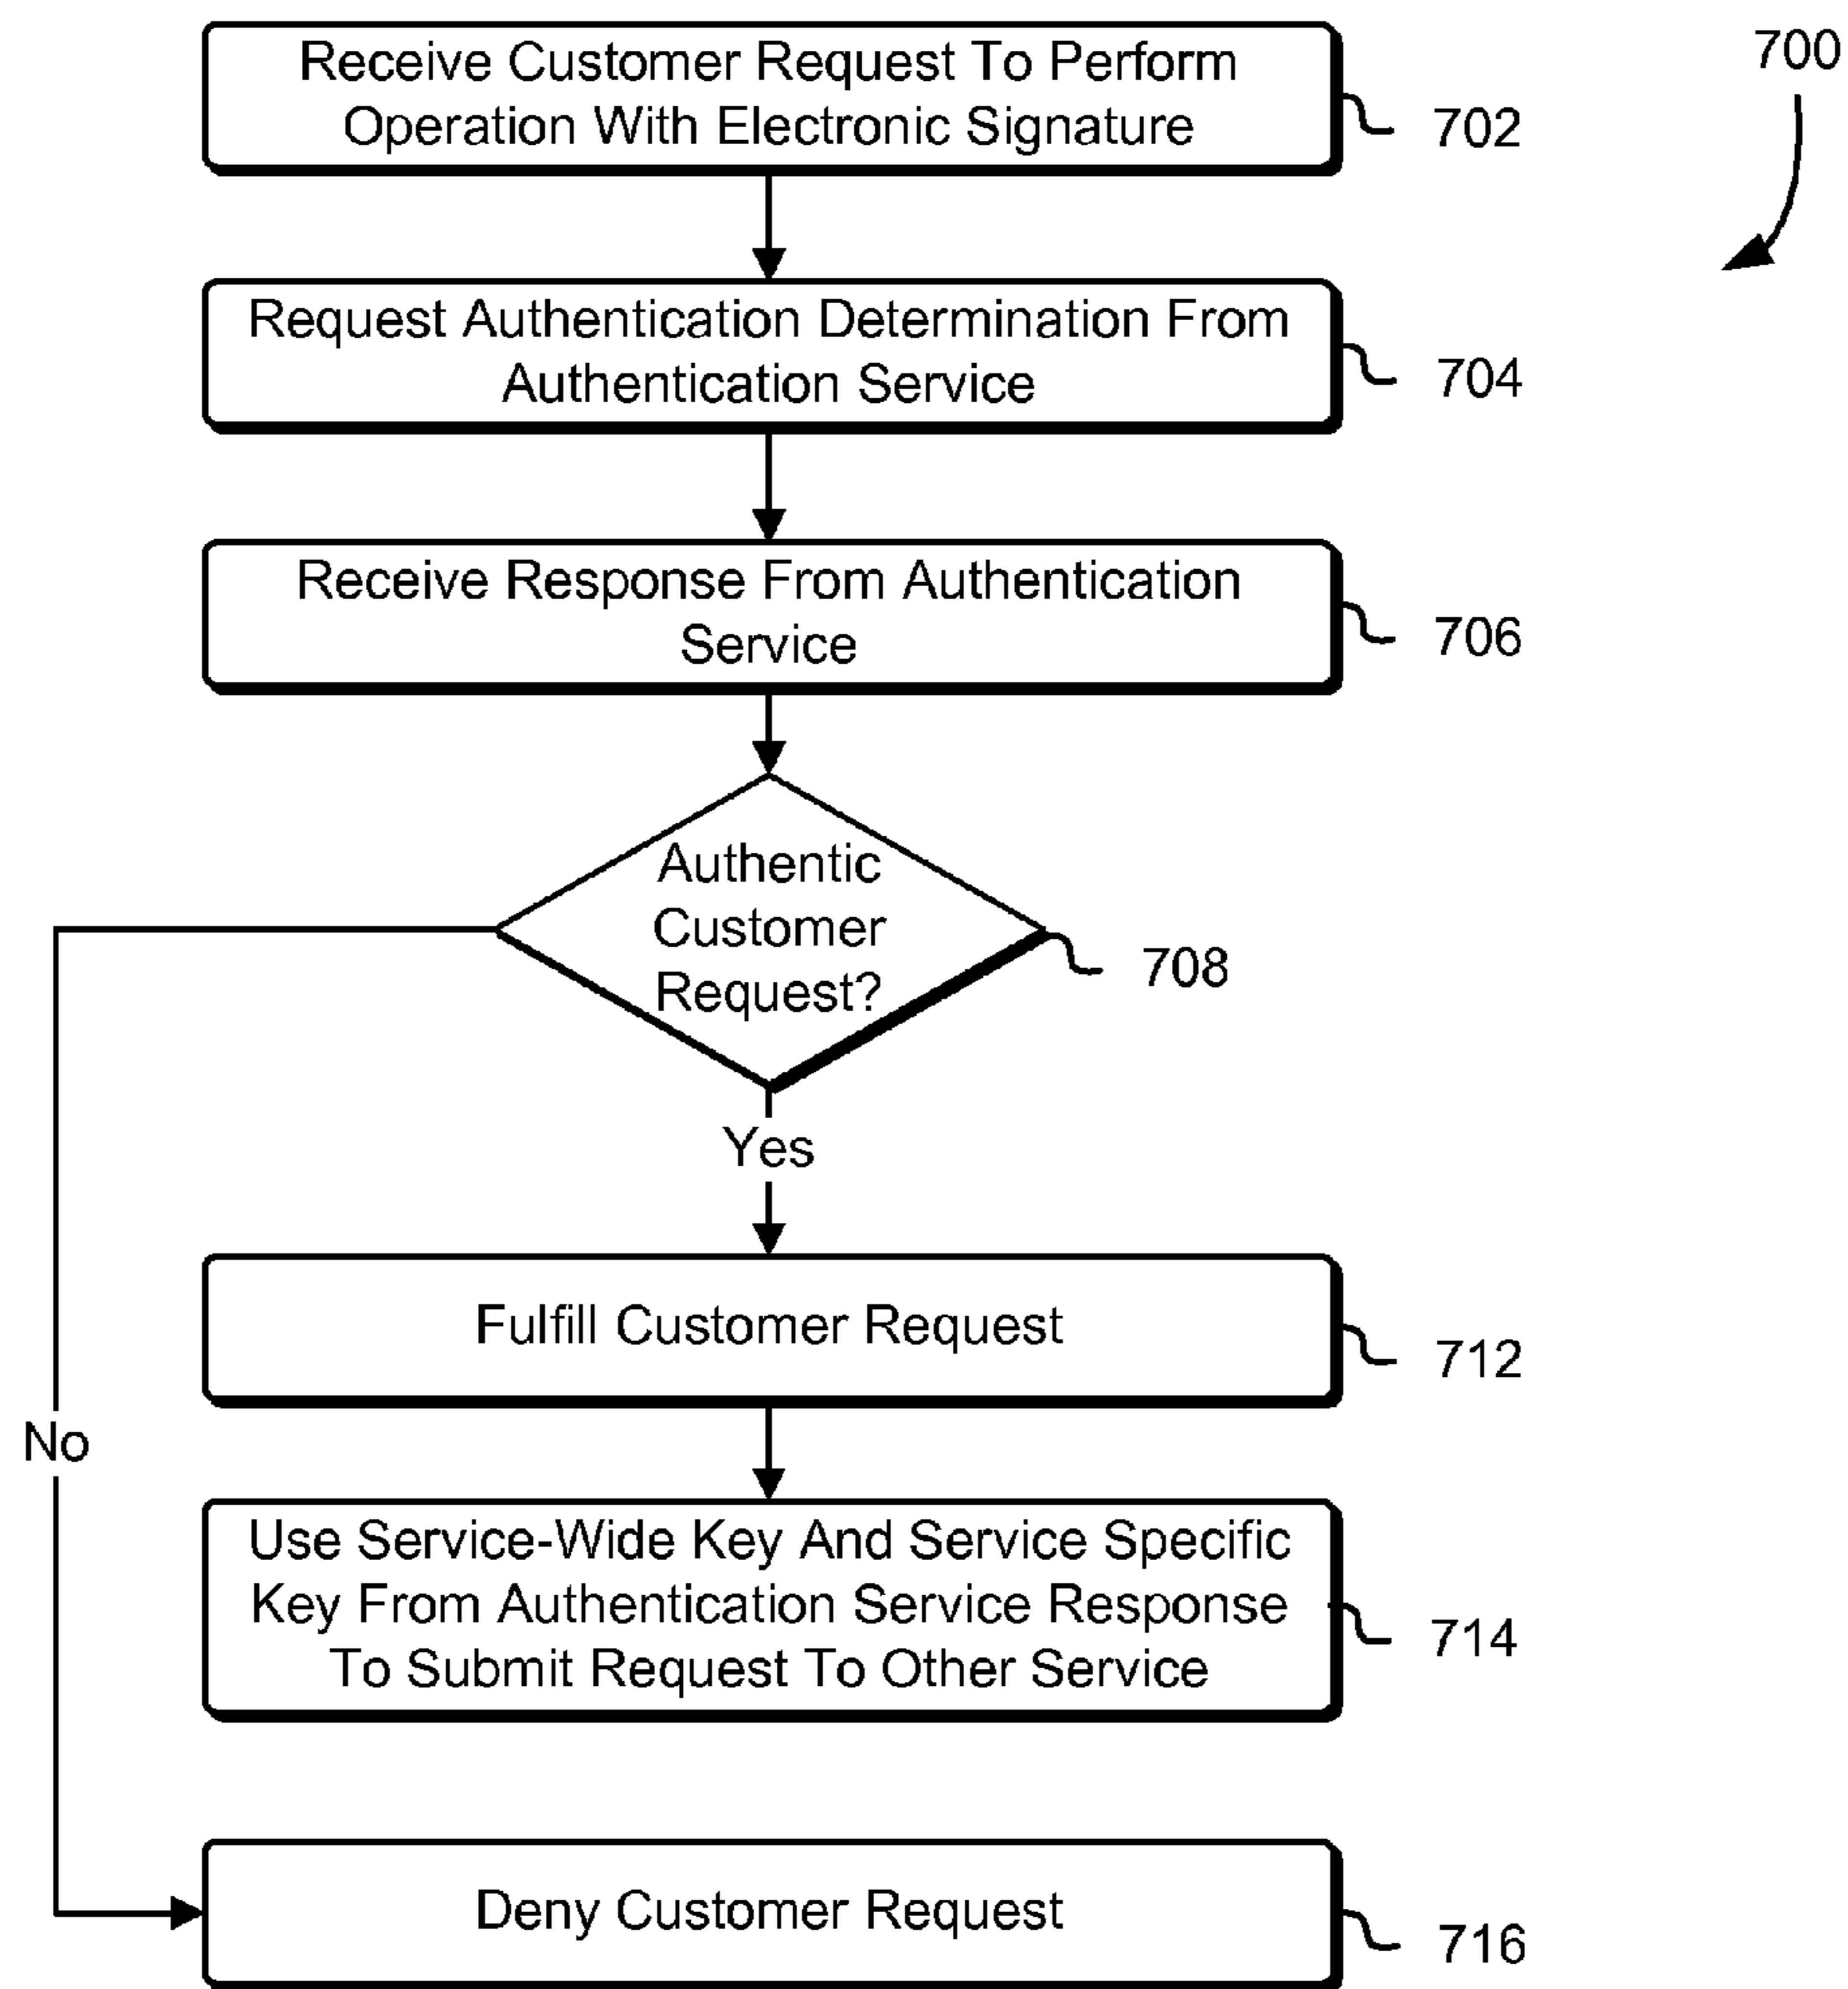 700
Receive Customer Request To Perform
Operation With Electronic Signature
702
Request Authentication Determination From
Authentication Service
704
Receive Response From Authentication
Service
706
Authentic
Customer
Request?
708
Yes
Fulfill Customer Request
712
No
Use Service-Wide Key And Service Specific
Key From Authentication Service Response
To Submit Request To Other Service
714
Deny Customer Request
716